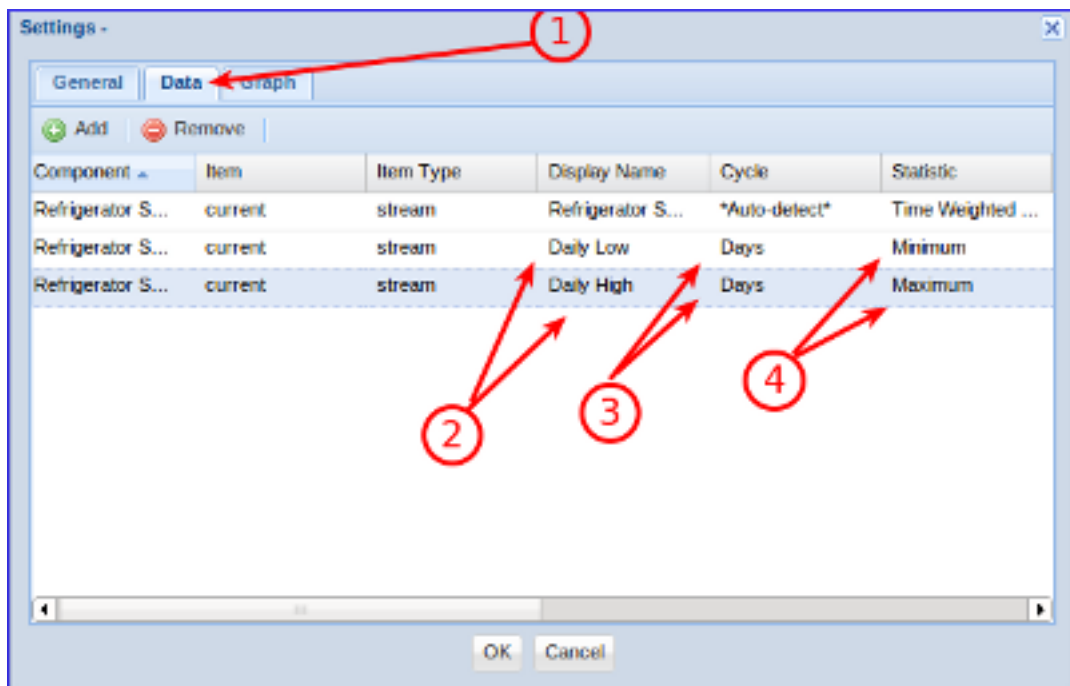 Settings -
1
General Data Graph
Add Remove
Component Item Item Type Display Name Cycle Statistic
Refrigerator S... current stream Refrigerator S... *Auto-detect* Time Weighted ...
Refrigerator S... current stream Daily Low Days Minimum
Refrigerator S... current stream Daily High Days Maximum
2 3 4
OK Cancel